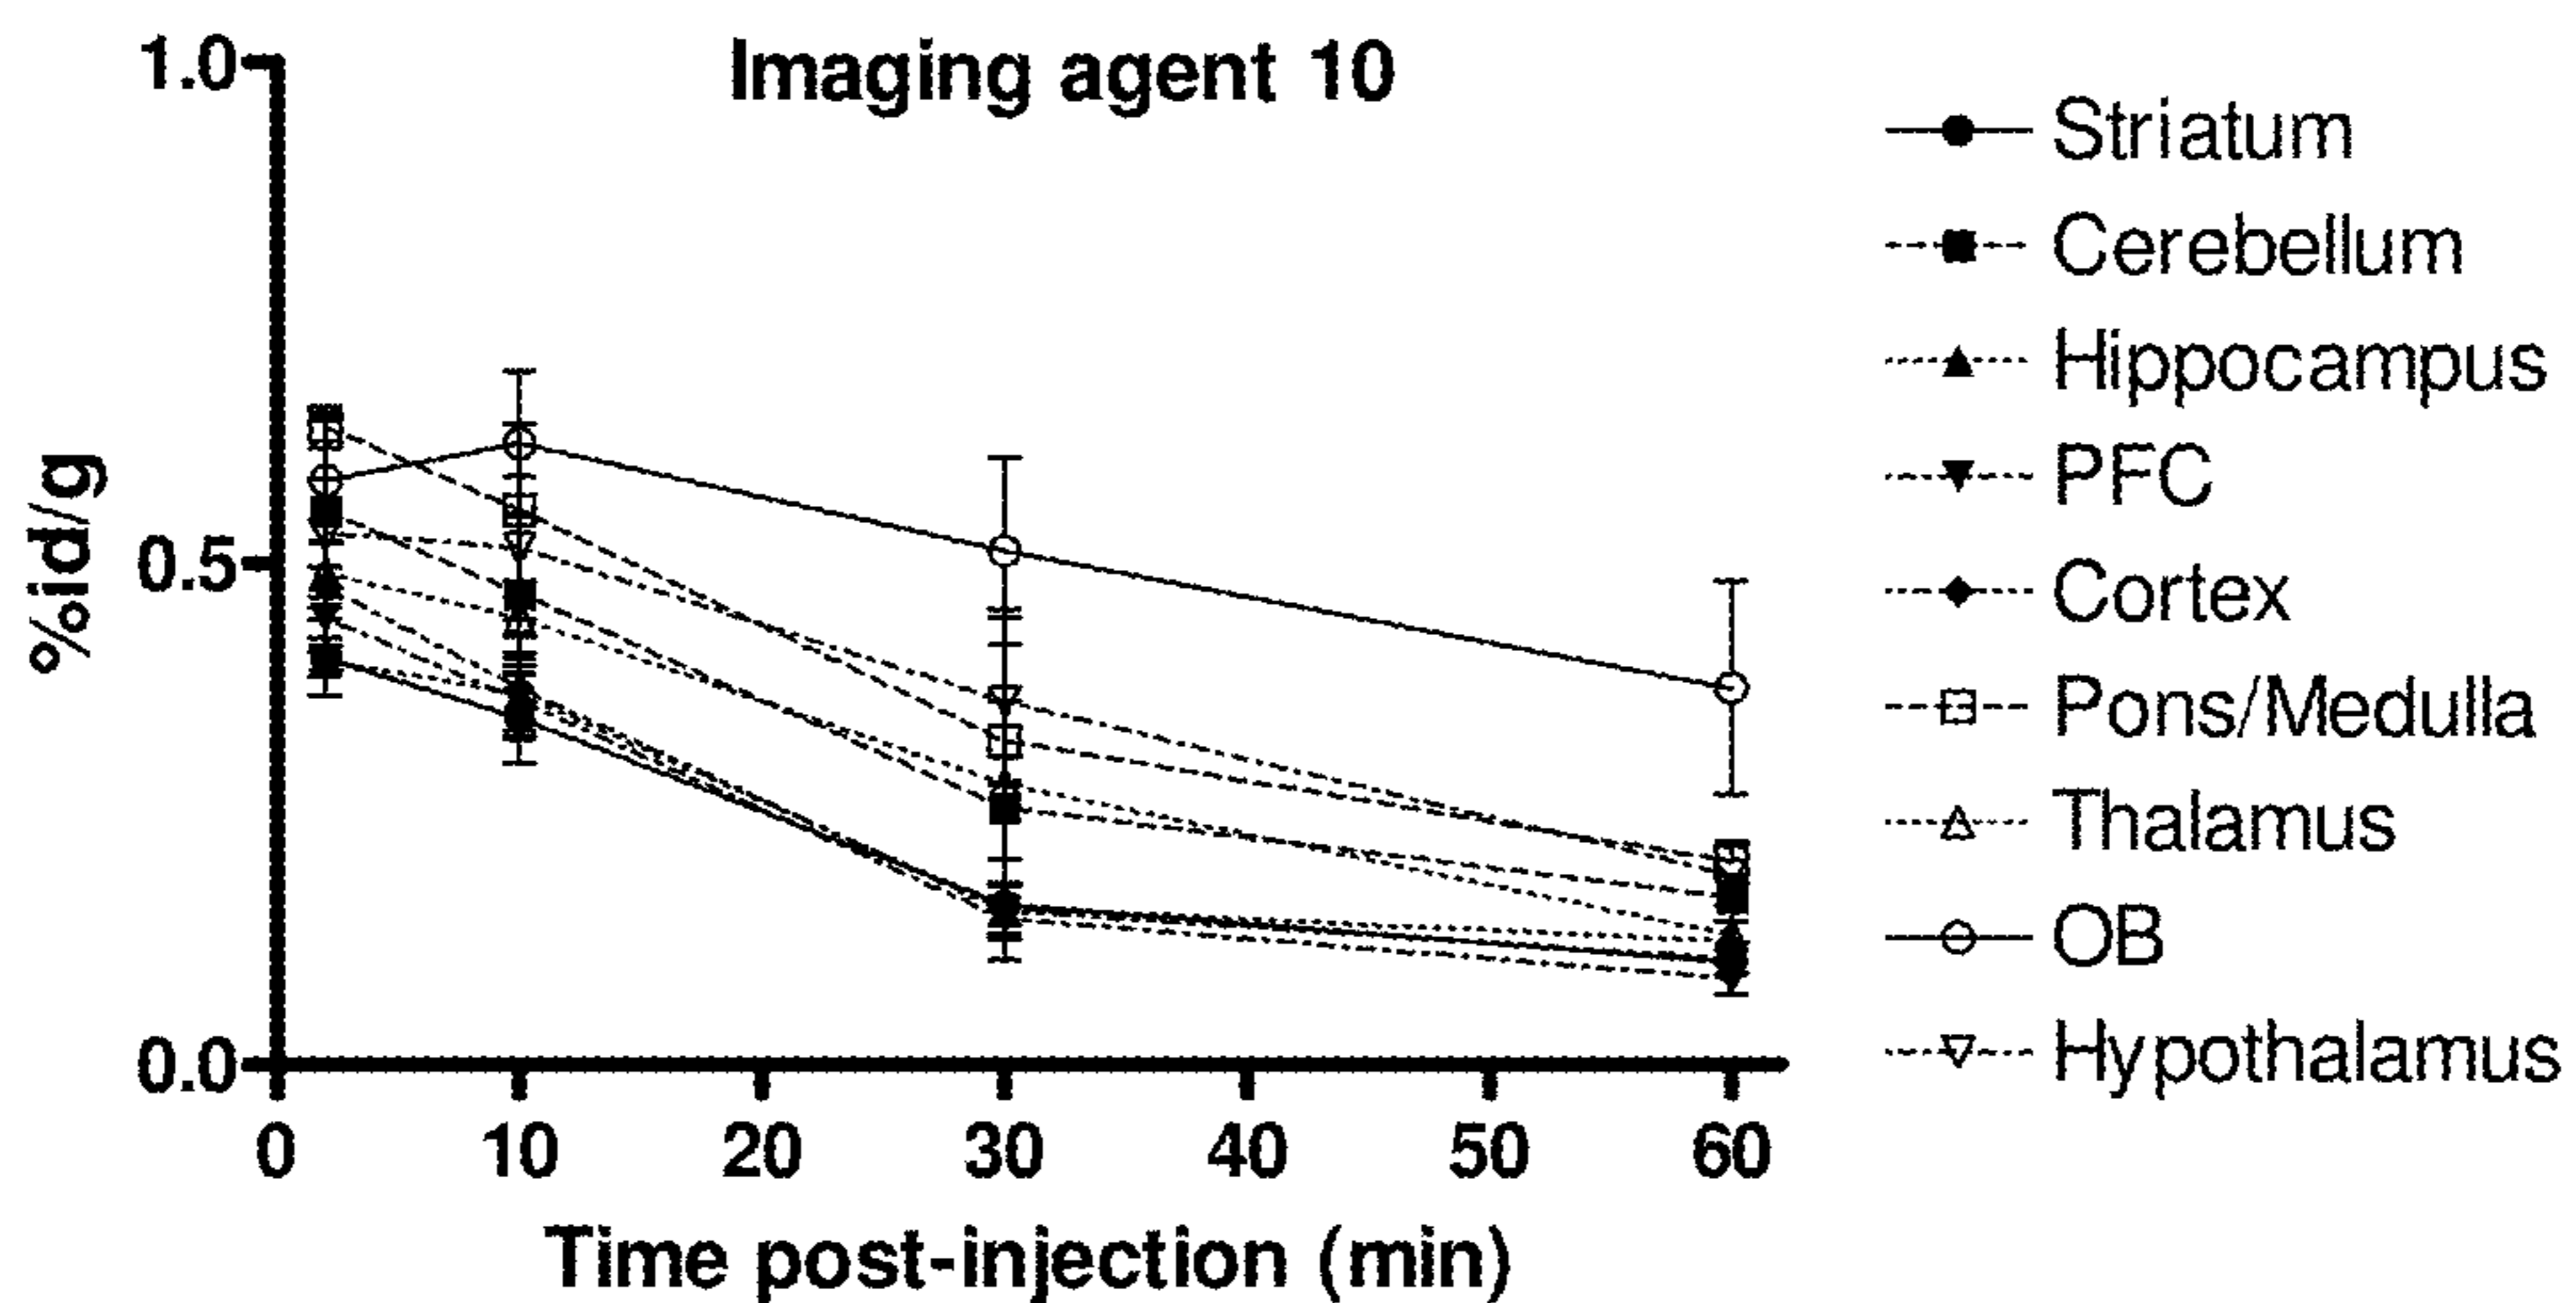 Imaging agent 10
%id/g
1.0
0.5
0.0
0 10 20 30 40 50 60
Time post-injection (min)
Striatum
Cerebellum
Hippocampus
PFC
Cortex
Pons/Medulla
Thalamus
OB
Hypothalamus